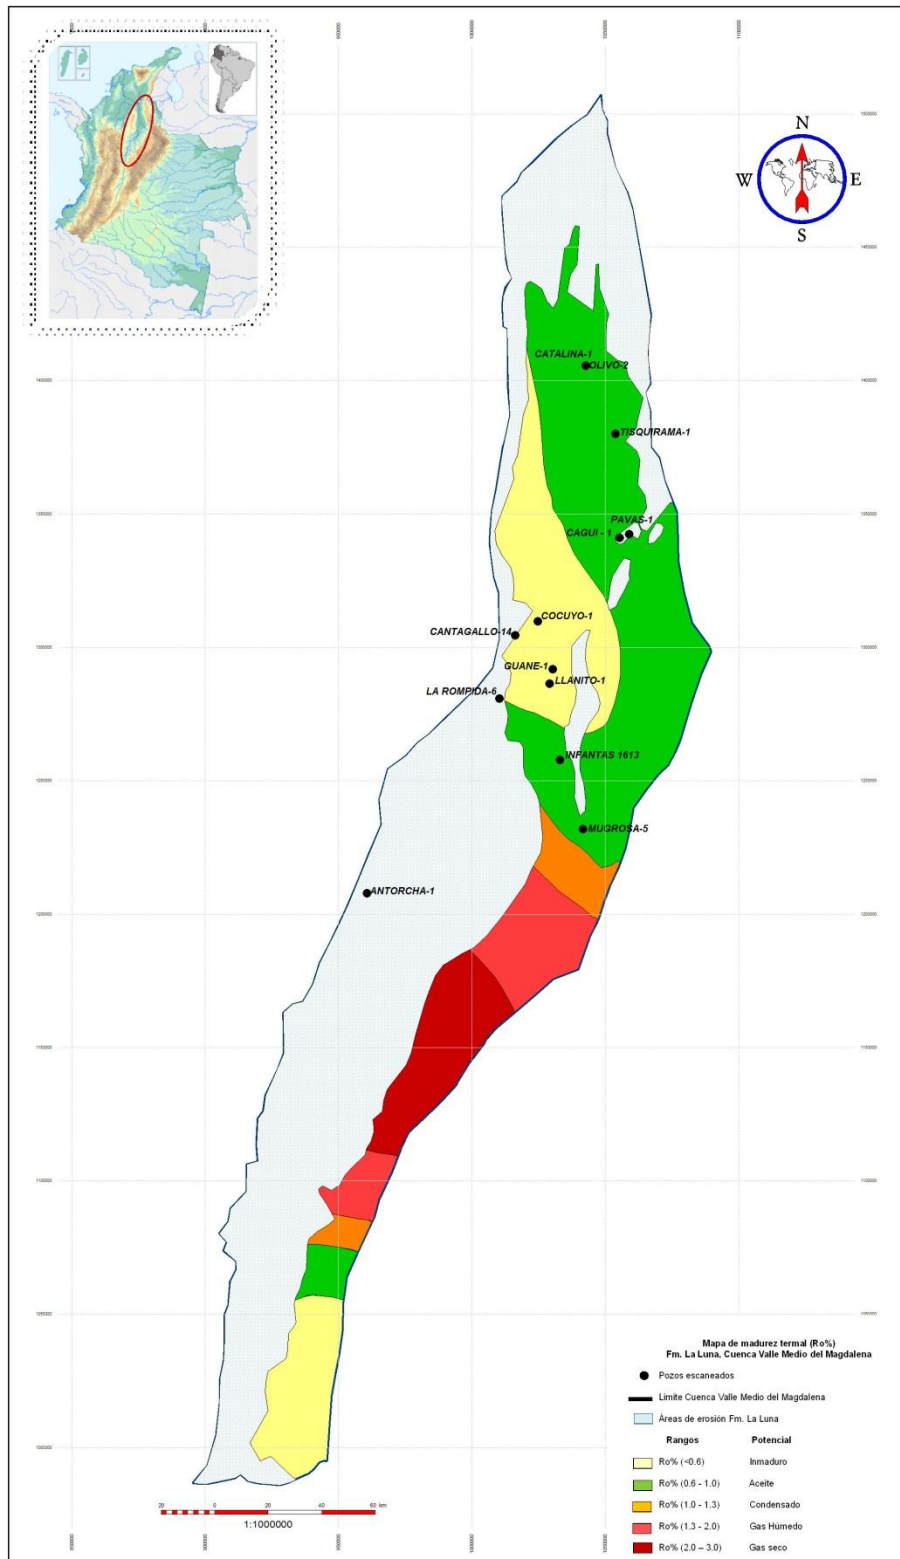 N
W E
S
CATALINA-1
OLIVO-2
TISQUIRAMA-1
PAVAS-1
CAGUI - 1
COCUYO-1
CANTAGALLO-14
GUANE-1
LLANITO-1
LA ROMPIDA-6
INFANTAS 1613
MUGROSA-5
ANTORCHA-1
Mapa de madurez termal (Ro%)
Fm. La Luna, Cuenca Valle Medio del Magdalena
Pozos escaneados
Limite Cuenca Valle Medio del Magdalena
Áreas de erosión Fm. La Luna
Rangos Potencial
Ro% (<0.6) Inmaduro
Ro% (0.6 - 1.0) Aceite
Ro% (1.0 - 1.3) Condensado
Ro% (1.3 - 2.0) Gas Húmedo
Ro% (2.0 – 3.0) Gas seco
20 0 20 40 60 km
1:1000000